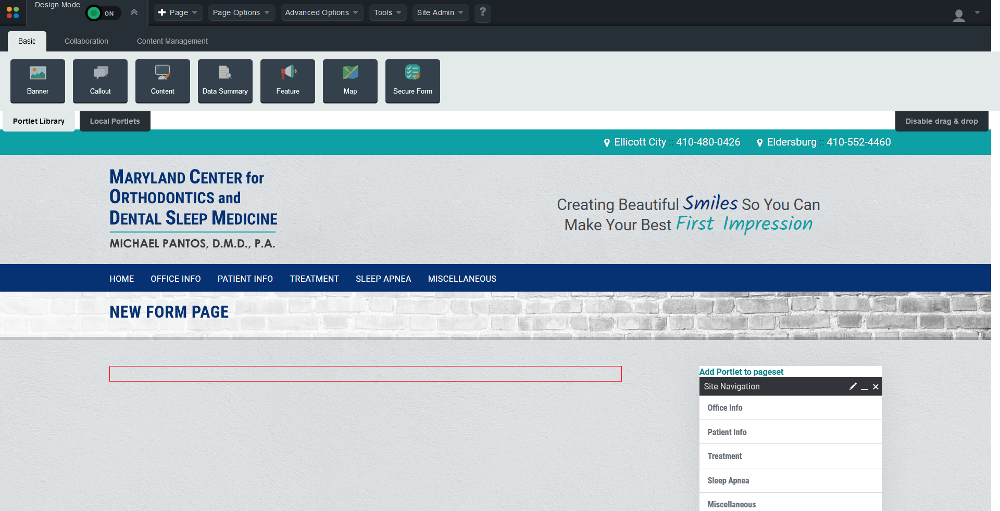 Design Mode
ON
Page
Page Options
Advanced Options
Tools
Site Admin
?
Basic
Collaboration
Content Management
Banner
Callout
Content
Data Summary
Feature
Map
Secure Form
Portlet Library
Local Portlets
Disable drag & drop
Ellicott City :: 410-480-0426
Eldersburg :: 410-552-4460
MARYLAND CENTER for
ORTHODONTICS and
DENTAL SLEEP MEDICINE
MICHAEL PANTOS, D.M.D., P.A.
Creating Beautiful Smiles So You Can
Make Your Best First Impression
HOME
OFFICE INFO
PATIENT INFO
TREATMENT
SLEEP APNEA
MISCELLANEOUS
NEW FORM PAGE
Add Portlet to pageset
Site Navigation
Office Info
Patient Info
Treatment
Sleep Apnea
Miscellaneous